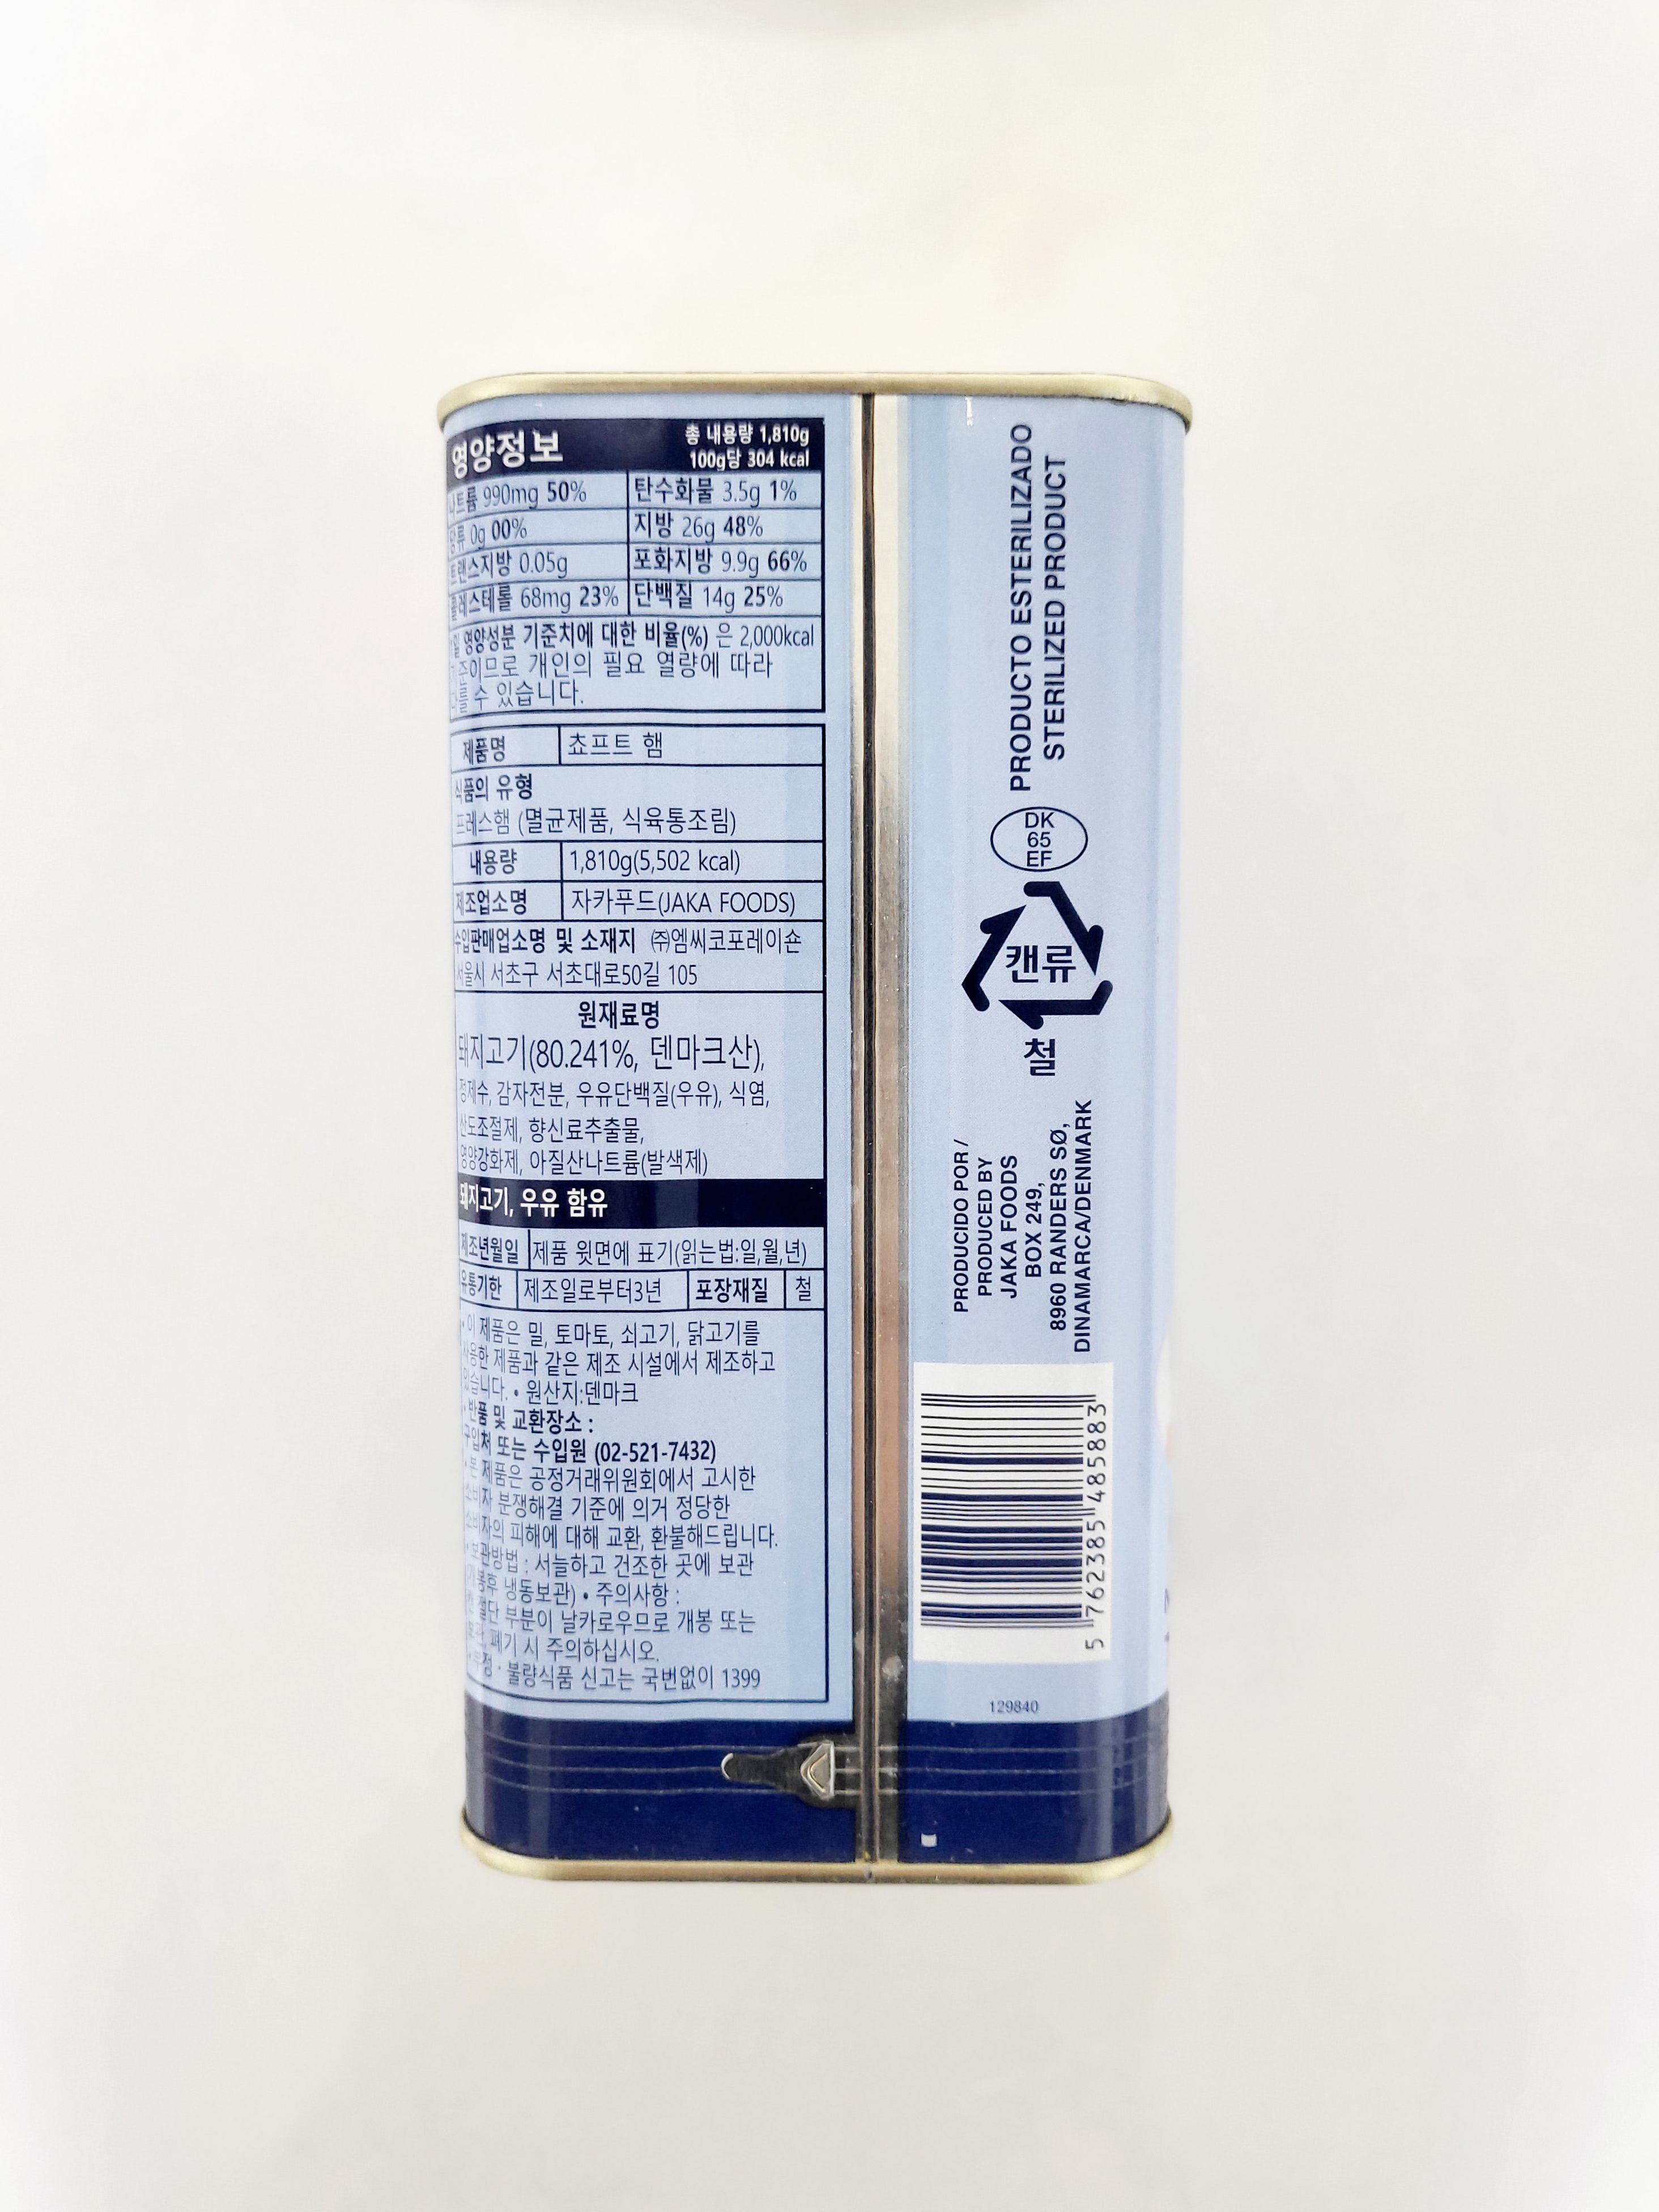 영양정보
총 내용량 1,810g
100g당 304 kcal
나트륨 990mg 50%
탄수화물 3.5g 1%
당류 0g 00%
지방 26g 48%
트랜스지방 0.05g
포화지방 9.9g 66%
콜레스테롤 68mg 23%
단백질 14g 25%
1일 영양성분 기준치에 대한 비율(%) 은 2,000kcal
기준이므로 개인의 필요 열량에 따라
다를 수 있습니다.
제품명
쵸프트 햄
식품의 유형
프레스햄 (멸균제품, 식육통조림)
내용량
1,810g(5,502 kcal)
제조업소명
자카푸드(JAKA FOODS)
수입판매업소명 및 소재지 ㈜엠씨코포레이숀
서울시 서초구 서초대로50길 105
원재료명
돼지고기(80.241%, 덴마크산),
정제수, 감자전분, 우유단백질(우유), 식염,
산도조절제, 향신료추출물,
영양강화제, 아질산나트륨(발색제)
돼지고기, 우유 함유
제조년월일
제품 윗면에 표기(읽는법:일,월,년)
유통기한
제조일로부터3년
포장재질
철
• 이 제품은 밀, 토마토, 쇠고기, 닭고기를
사용한 제품과 같은 제조 시설에서 제조하고
있습니다. • 원산지:덴마크
• 반품 및 교환장소 :
구입처 또는 수입원 (02-521-7432)
• 본 제품은 공정거래위원회에서 고시한
소비자 분쟁해결 기준에 의거 정당한
소비자의 피해에 대해 교환, 환불해드립니다.
• 보관방법 : 서늘하고 건조한 곳에 보관
(개봉후 냉동보관) • 주의사항 :
캔 절단 부분이 날카로우므로 개봉 또는
보관, 폐기 시 주의하십시오.
• 부정 · 불량식품 신고는 국번없이 1399
PRODUCTO ESTERILIZADO
STERILIZED PRODUCT
DK
65
EF
캔류
철
PRODUCIDO POR /
PRODUCED BY
JAKA FOODS
BOX 249,
8960 RANDERS SØ,
DINAMARCA/DENMARK
5 762385 485883
129840